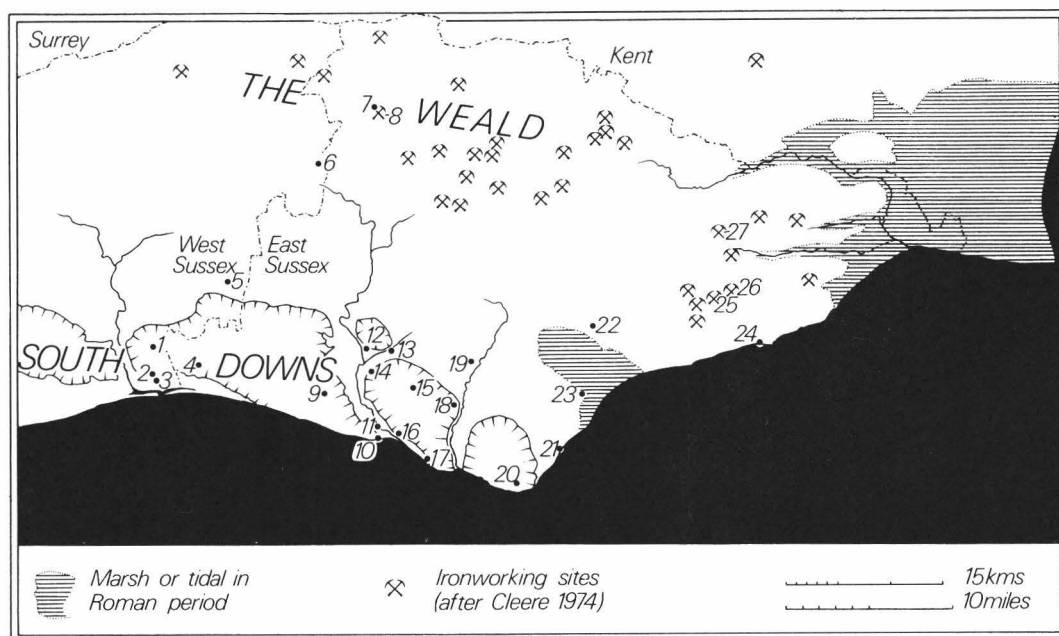 Surrey
Kent
THE
WEALD
7
8
6
West
Sussex
East
Sussex
5
27
26
25
1
2
3
4
SOUTH
DOWNS
12
13
14
15
19
22
24
9
18
23
11
10
16
17
21
20
Marsh or tidal in
Roman period
Ironworking sites
(after Cleere 1974)
15kms
10miles